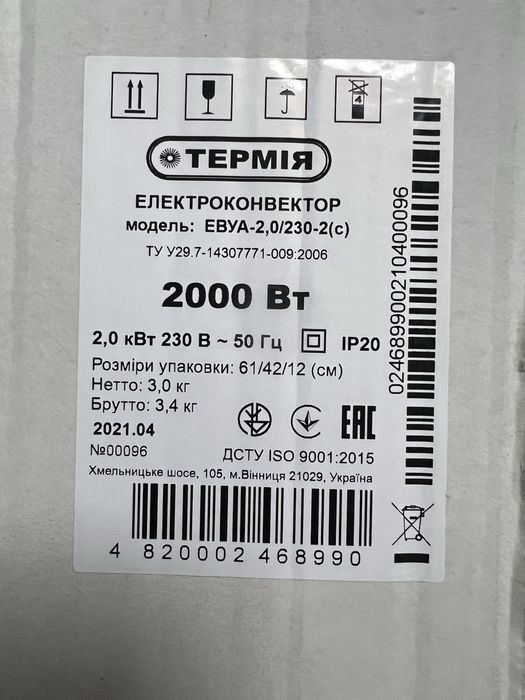 ТЕРМІЯ
ЕЛЕКТРОКОНВЕКТОР
модель: ЕВУА-2,0/230-2(с)
ТУ У29.7-14307771-009:2006
2000 Вт
2,0 кВт 230 В ~ 50 Гц IP20
Розміри упаковки: 61/42/12 (см)
Нетто: 3,0 кг
Брутто: 3,4 кг
2021.04
EAC
№00096
ДСТУ ISO 9001:2015
Хмельницьке шосе, 105, м.Вінниця 21029, Україна
4 820002 468990
02468990021040​0096